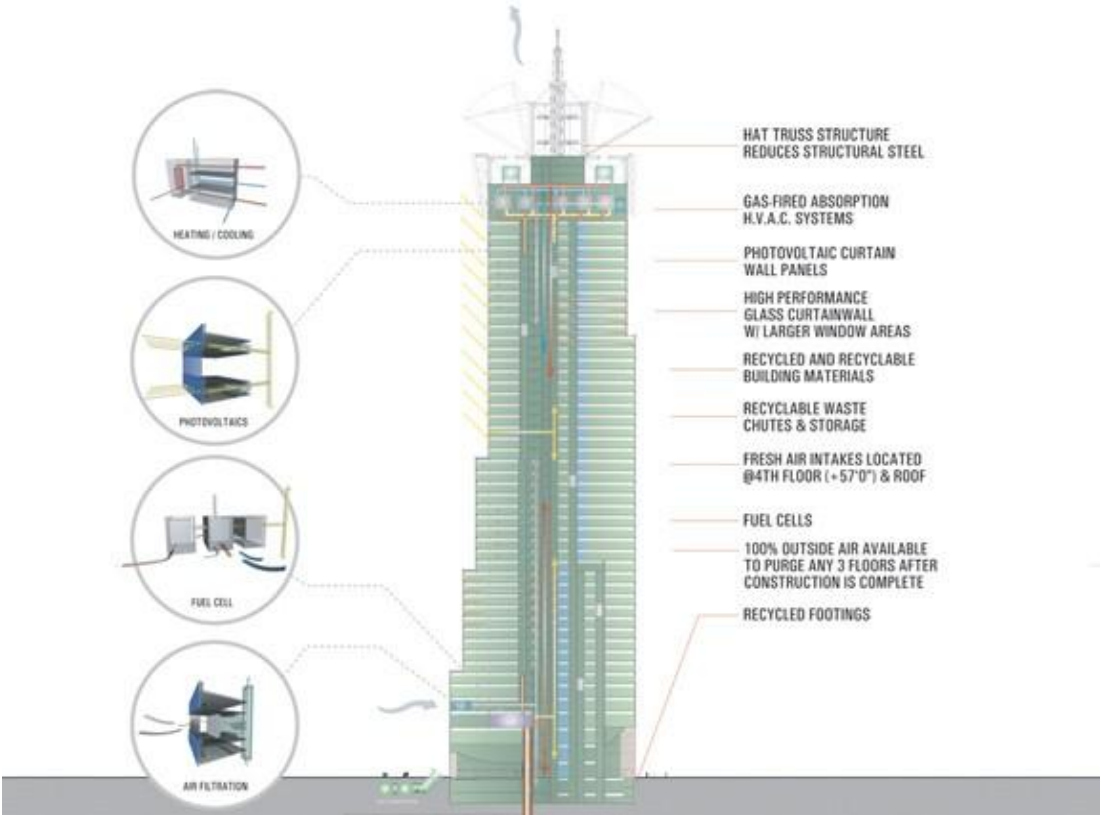 HEATING / COOLING
PHOTOVOLTAICS
FUEL CELL
AIR FILTRATION
HAT TRUSS STRUCTURE
REDUCES STRUCTURAL STEEL
GAS-FIRED ABSORPTION
H.V.A.C. SYSTEMS
PHOTOVOLTAIC CURTAIN
WALL PANELS
HIGH PERFORMANCE
GLASS CURTAINWALL
W/ LARGER WINDOW AREAS
RECYCLED AND RECYCLABLE
BUILDING MATERIALS
RECYCLABLE WASTE
CHUTES & STORAGE
FRESH AIR INTAKES LOCATED
@4TH FLOOR (+57'0") & ROOF
FUEL CELLS
100% OUTSIDE AIR AVAILABLE
TO PURGE ANY 3 FLOORS AFTER
CONSTRUCTION IS COMPLETE
RECYCLED FOOTINGS